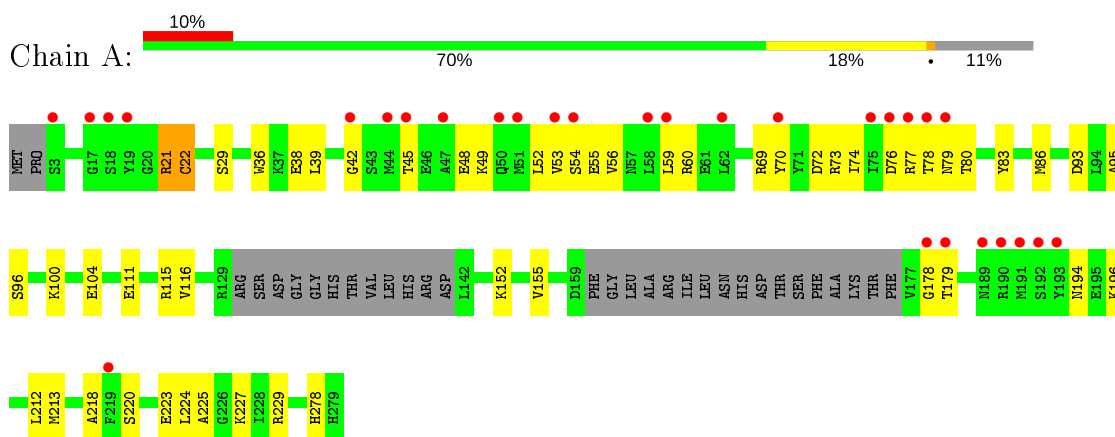 10%
Chain A:
70% 18% • 11%
MET PRO S3 G17 S18 Y19 G20 R21 C22 S29 W36 K37 E38 L39 G42 S43 M44 T45 E46 A47 E48 K49 Q50 M51 L52 V53 S54 E55 V56 N57 L58 L59 R60 E61 L62 R69 Y70 Y71 D72 R73 I74 I75 D76 R77 T78 N79 T80 Y83 M86 D93 L94 A95
S96 K100 E104 E111 R115 V116 R129 ARG SER ASP GLY GLY HIS THR VAL LEU HIS ARG ASP L142 K152 V155 D159 PHE GLY LEU ALA ARG ILE LEU ASN HIS ASP THR SER PHE ALA LYS THR PHE V177 G178 T179 N189 R190 M191 S192 Y193 N194 E195 K196
L212 M213 A218 F219 S220 E223 L224 A225 G226 K227 I228 R229 H278 H279